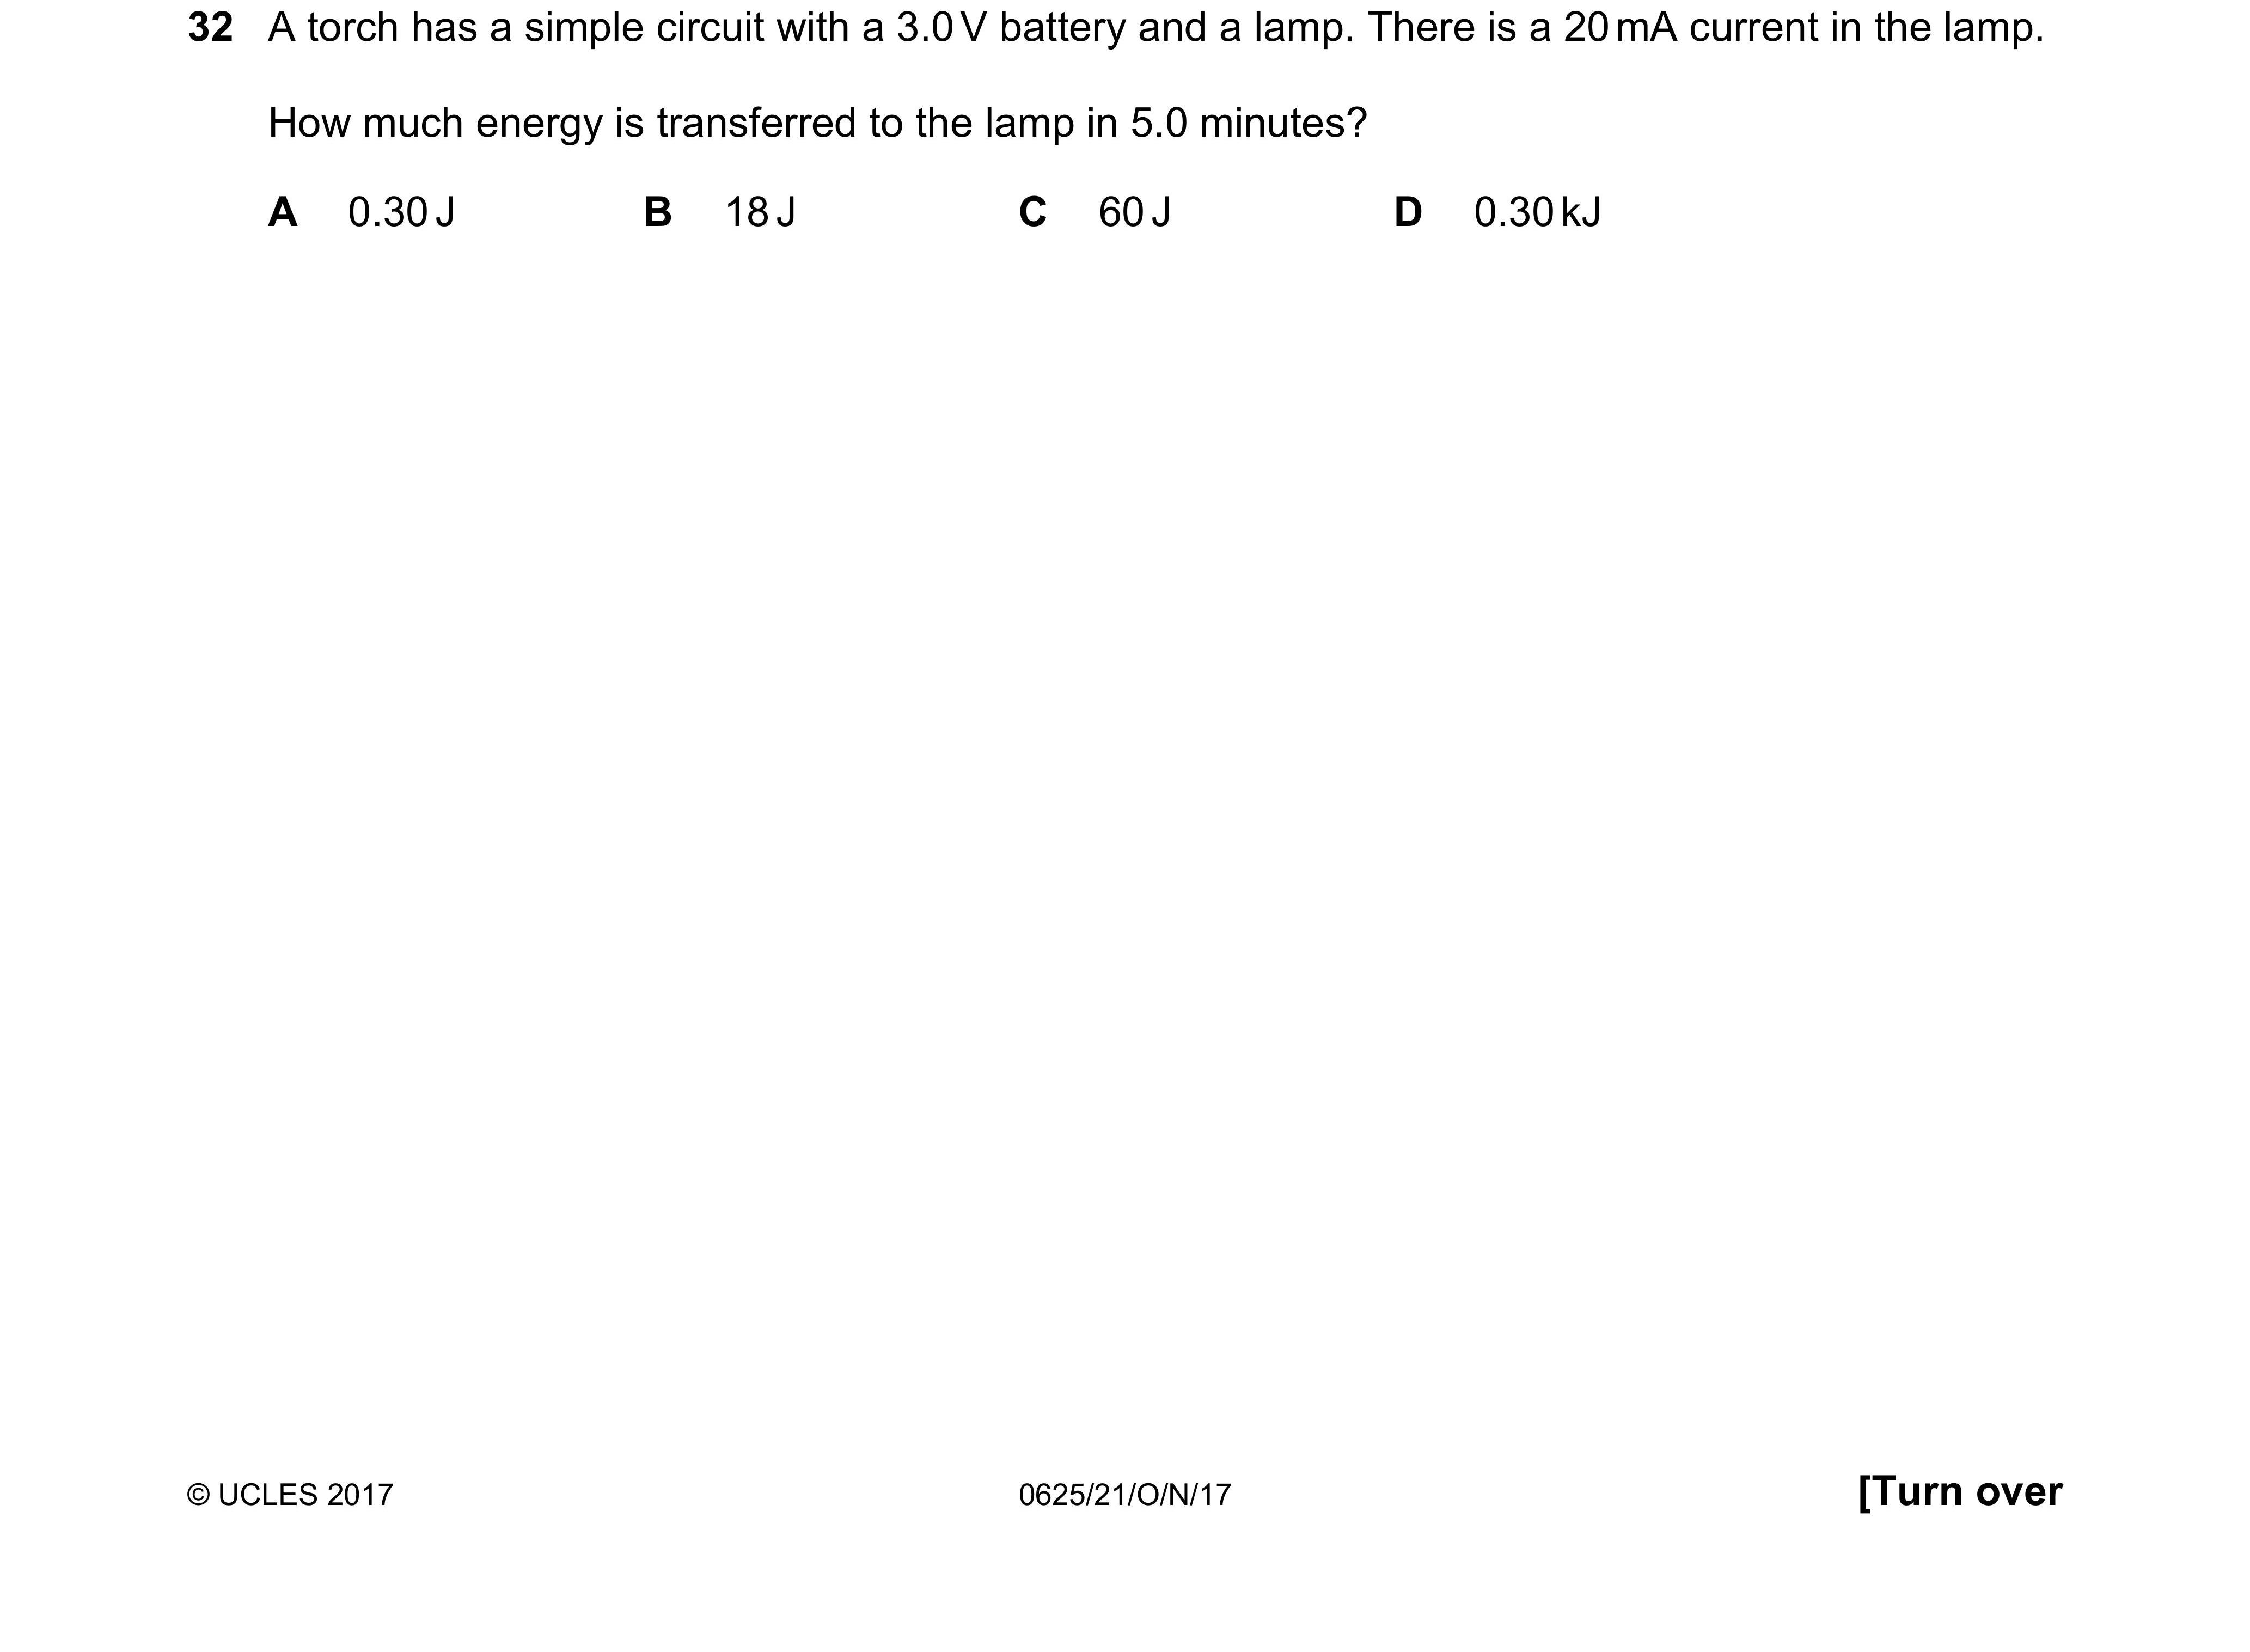 32 A torch has a simple circuit with a 3.0 V battery and a lamp. There is a 20 mA current in the lamp.
How much energy is transferred to the lamp in 5.0 minutes?
A 0.30 J B 18 J C 60 J D 0.30 kJ
© UCLES 2017 0625/21/O/N/17 [Turn over